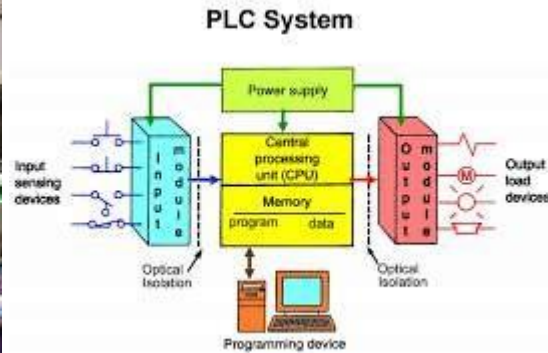 PLC System
Power supply
Input
sensing
devices
Input
module
Central
processing
unit (CPU)
Memory
program data
Output
module
M
Output
load
devices
Optical
Isolation
Optical
Isolation
Programming device